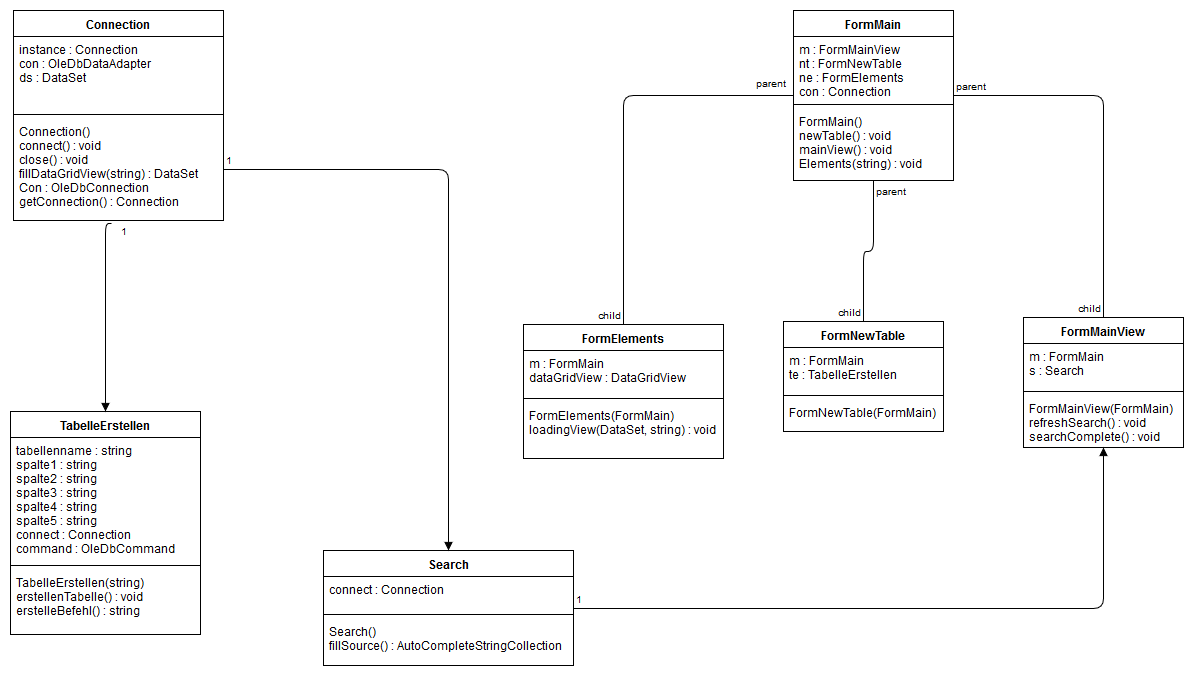 Connection
instance : Connection
con : OleDbDataAdapter
ds : DataSet
Connection()
connect() : void
close() : void
fillDataGridView(string) : DataSet
Con : OleDbConnection
getConnection() : Connection
1
1
FormMain
m : FormMainView
nt : FormNewTable
ne : FormElements
con : Connection
FormMain()
newTable() : void
mainView() : void
Elements(string) : void
parent
parent
parent
child
child
child
FormElements
m : FormMain
dataGridView : DataGridView
FormElements(FormMain)
loadingView(DataSet, string) : void
FormNewTable
m : FormMain
te : TabelleErstellen
FormNewTable(FormMain)
FormMainView
m : FormMain
s : Search
FormMainView(FormMain)
refreshSearch() : void
searchComplete() : void
TabelleErstellen
tabellenname : string
spalte1 : string
spalte2 : string
spalte3 : string
spalte4 : string
spalte5 : string
connect : Connection
command : OleDbCommand
TabelleErstellen(string)
erstellenTabelle() : void
erstelleBefehl() : string
Search
connect : Connection
Search()
fillSource() : AutoCompleteStringCollection
1